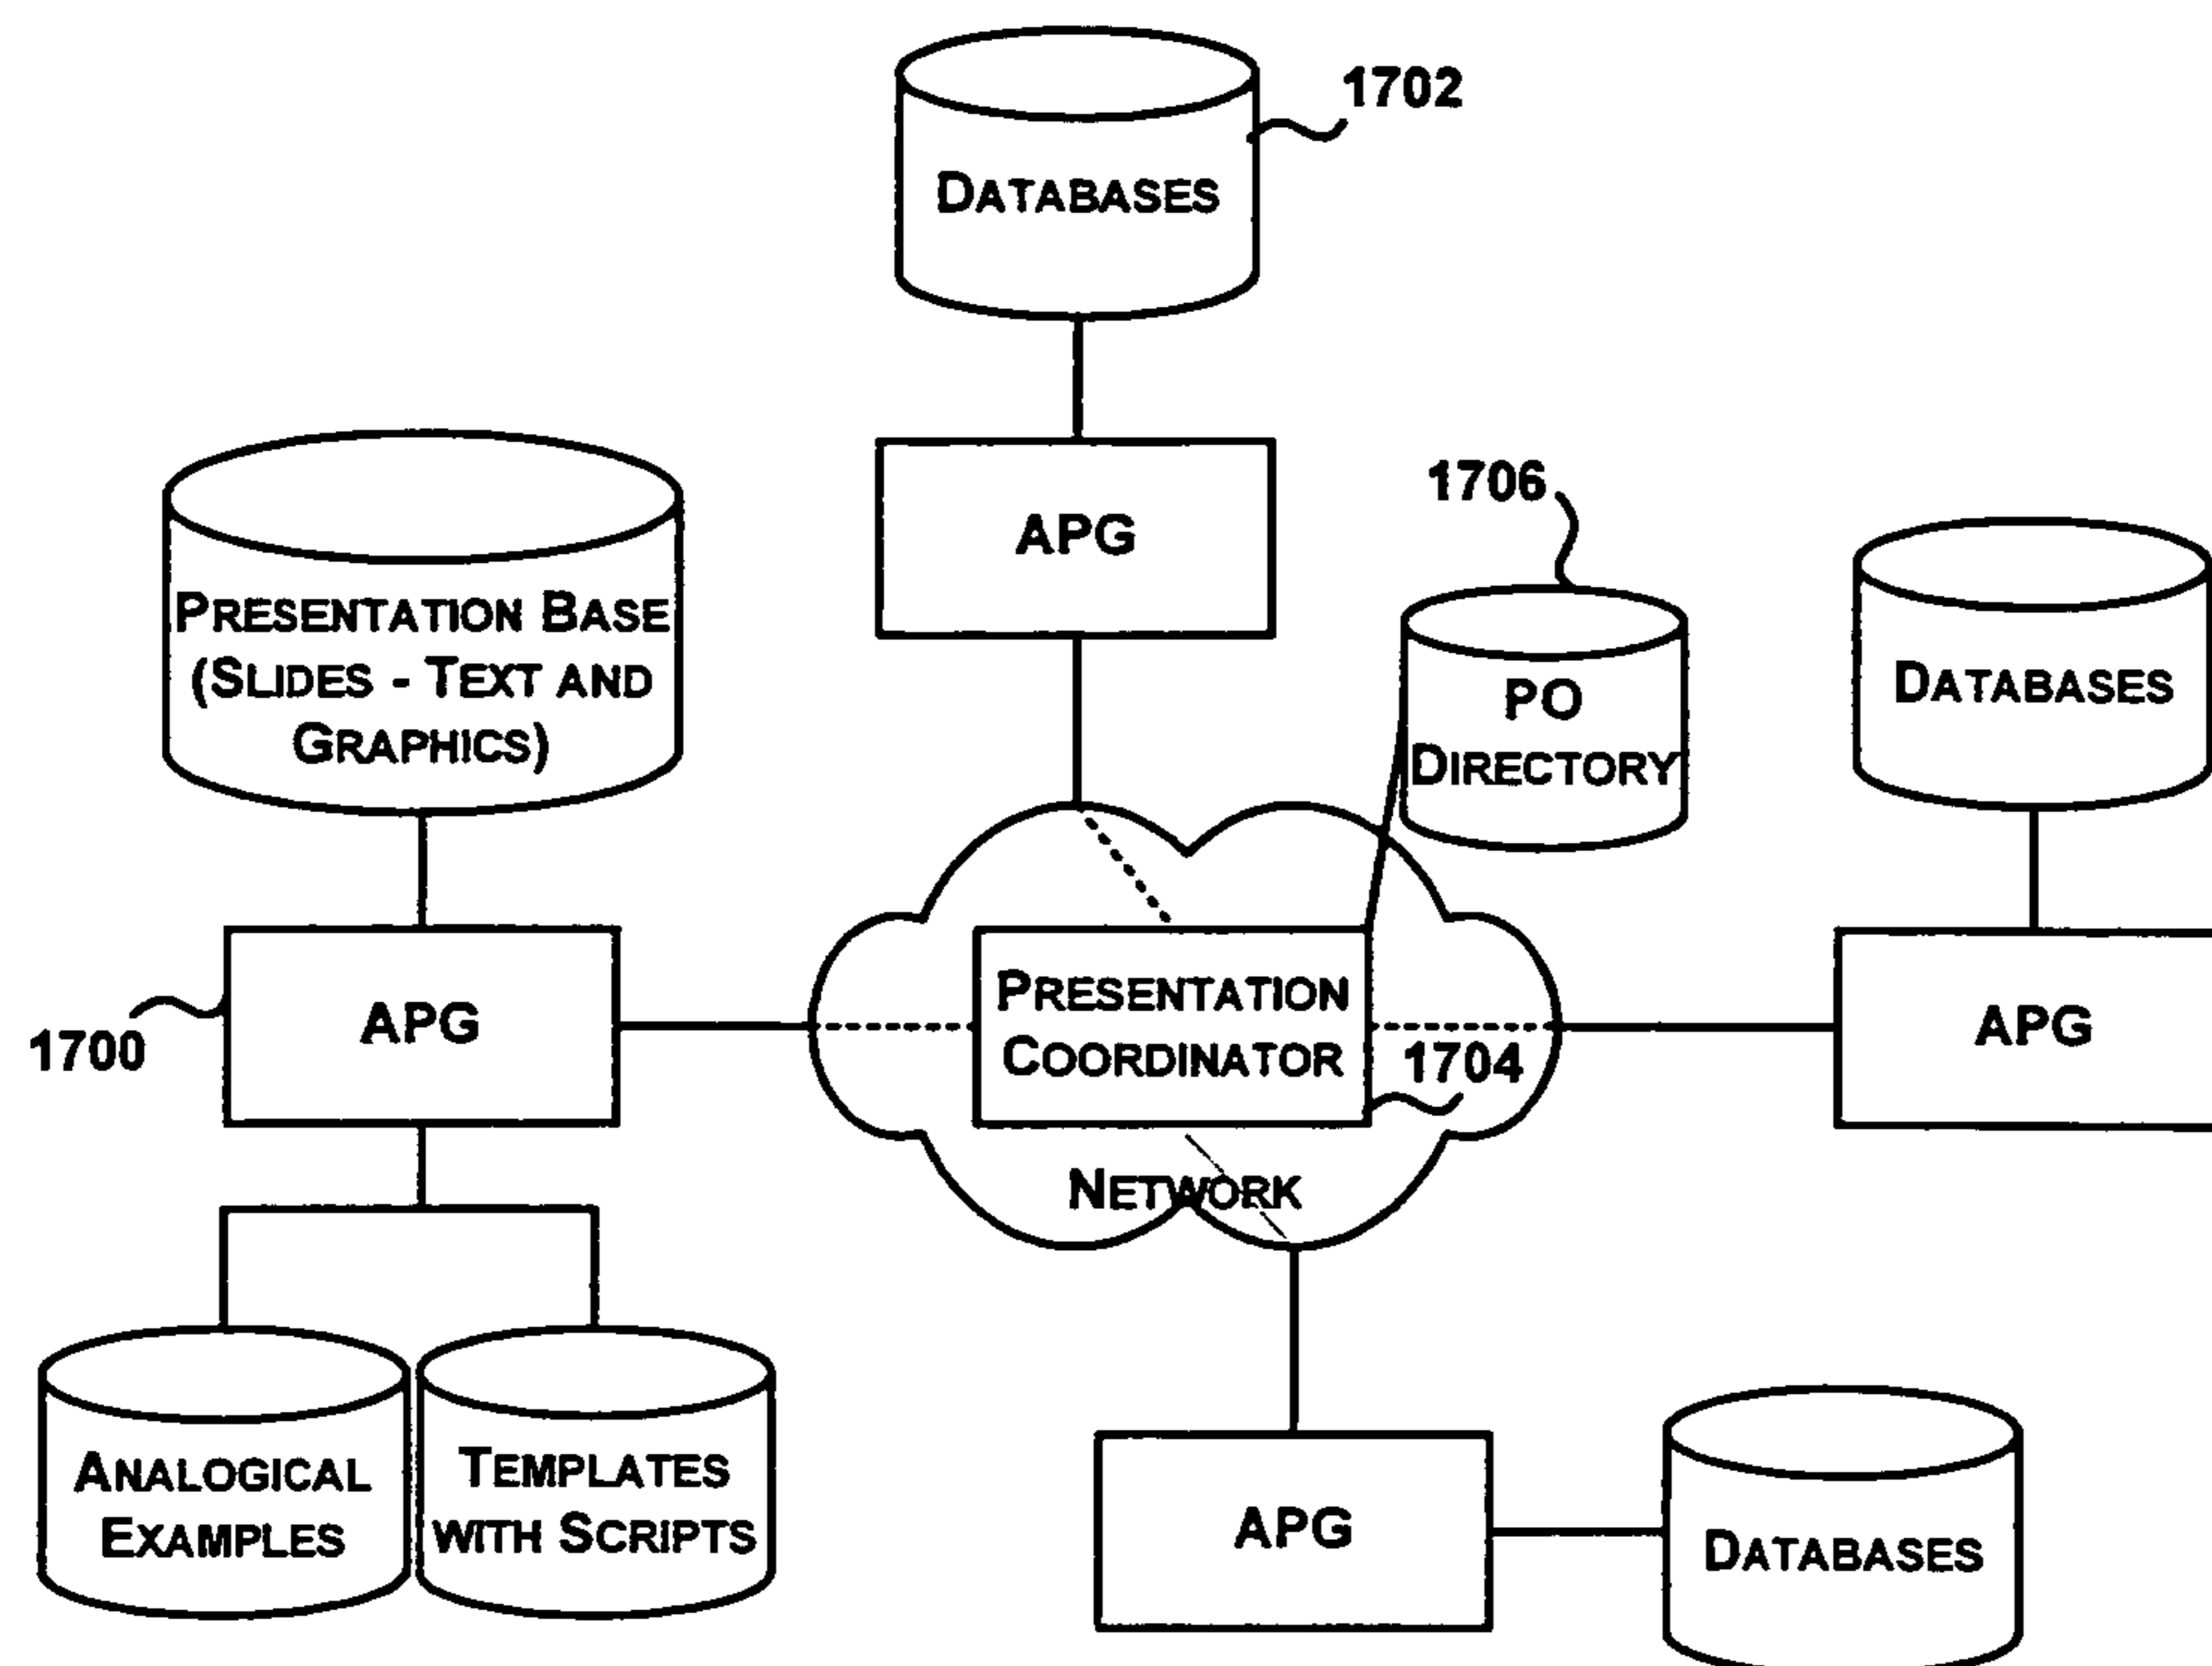 1702
DATABASES
APG
1706
PRESENTATION BASE
(SLIDES - TEXT AND
GRAPHICS)
PO
DIRECTORY
DATABASES
APG
1700
PRESENTATION
COORDINATOR
1704
APG
NETWORK
ANALOGICAL
EXAMPLES
TEMPLATES
WITH SCRIPTS
APG
DATABASES